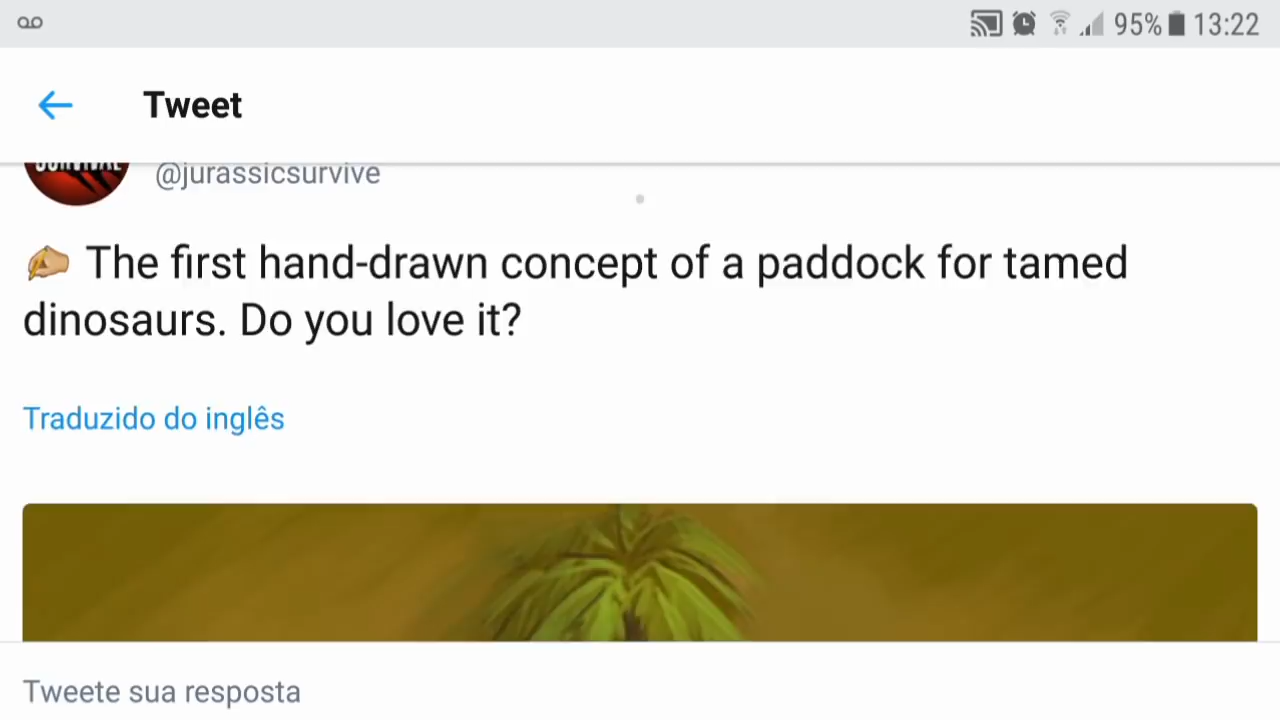 95% 13:22
Tweet
SURVIVAL
@jurassicsurvive
The first hand-drawn concept of a paddock for tamed
dinosaurs. Do you love it?
Traduzido do inglês
Tweete sua resposta